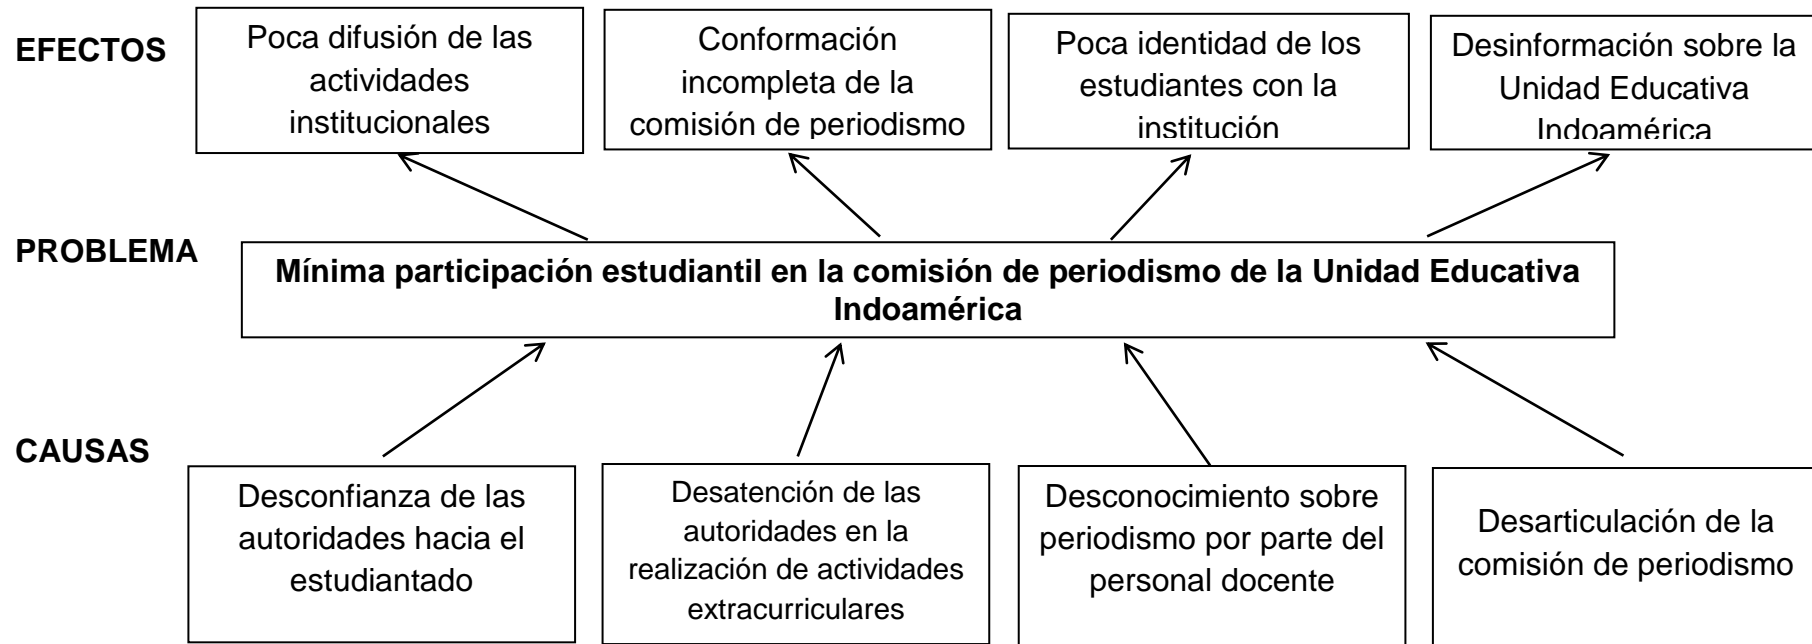 EFECTOS
Poca difusión de las
actividades
institucionales
Conformación
incompleta de la
comisión de periodismo
Poca identidad de los
estudiantes con la
institución
Desinformación sobre la
Unidad Educativa
Indoamérica
PROBLEMA
Mínima participación estudiantil en la comisión de periodismo de la Unidad Educativa
Indoamérica
CAUSAS
Desconfianza de las
autoridades hacia el
estudiantado
Desatención de las
autoridades en la
realización de actividades
extracurriculares
Desconocimiento sobre
periodismo por parte del
personal docente
Desarticulación de la
comisión de periodismo